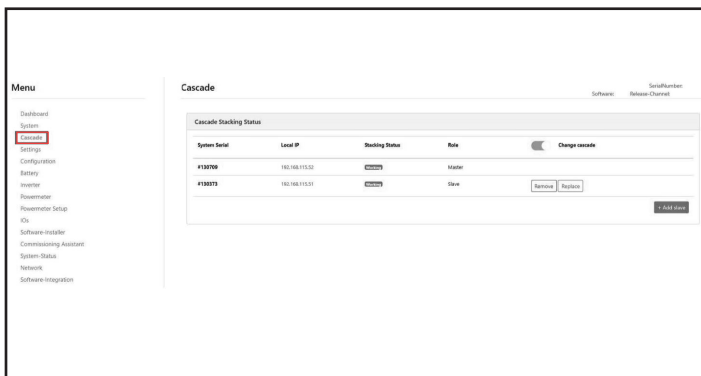 Menu
Dashboard
System
Cascade
Settings
Configuration
Battery
Inverter
Powermeter
Powermeter Setup
IOs
Software-Installer
Commissioning Assistant
System-Status
Network
Software-Integration
Cascade
SerialNumber:
Software: Release-Channel:
Cascade Stacking Status
System Serial Local IP Stacking Status Role Change cascade
#130709 192.168.115.52 Master
#130373 192.168.115.51 Slave Remove Replace
+ Add slave